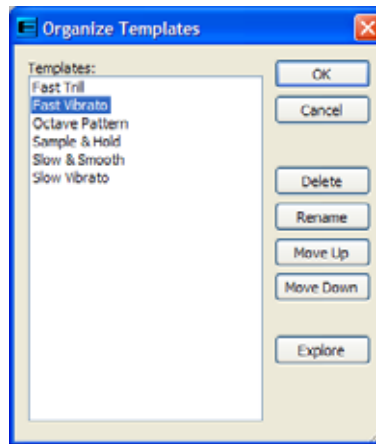 Organize Templates
Templates:
Fast Trill
Fast Vibrato
Octave Pattern
Sample & Hold
Slow & Smooth
Slow Vibrato
OK
Cancel
Delete
Rename
Move Up
Move Down
Explore